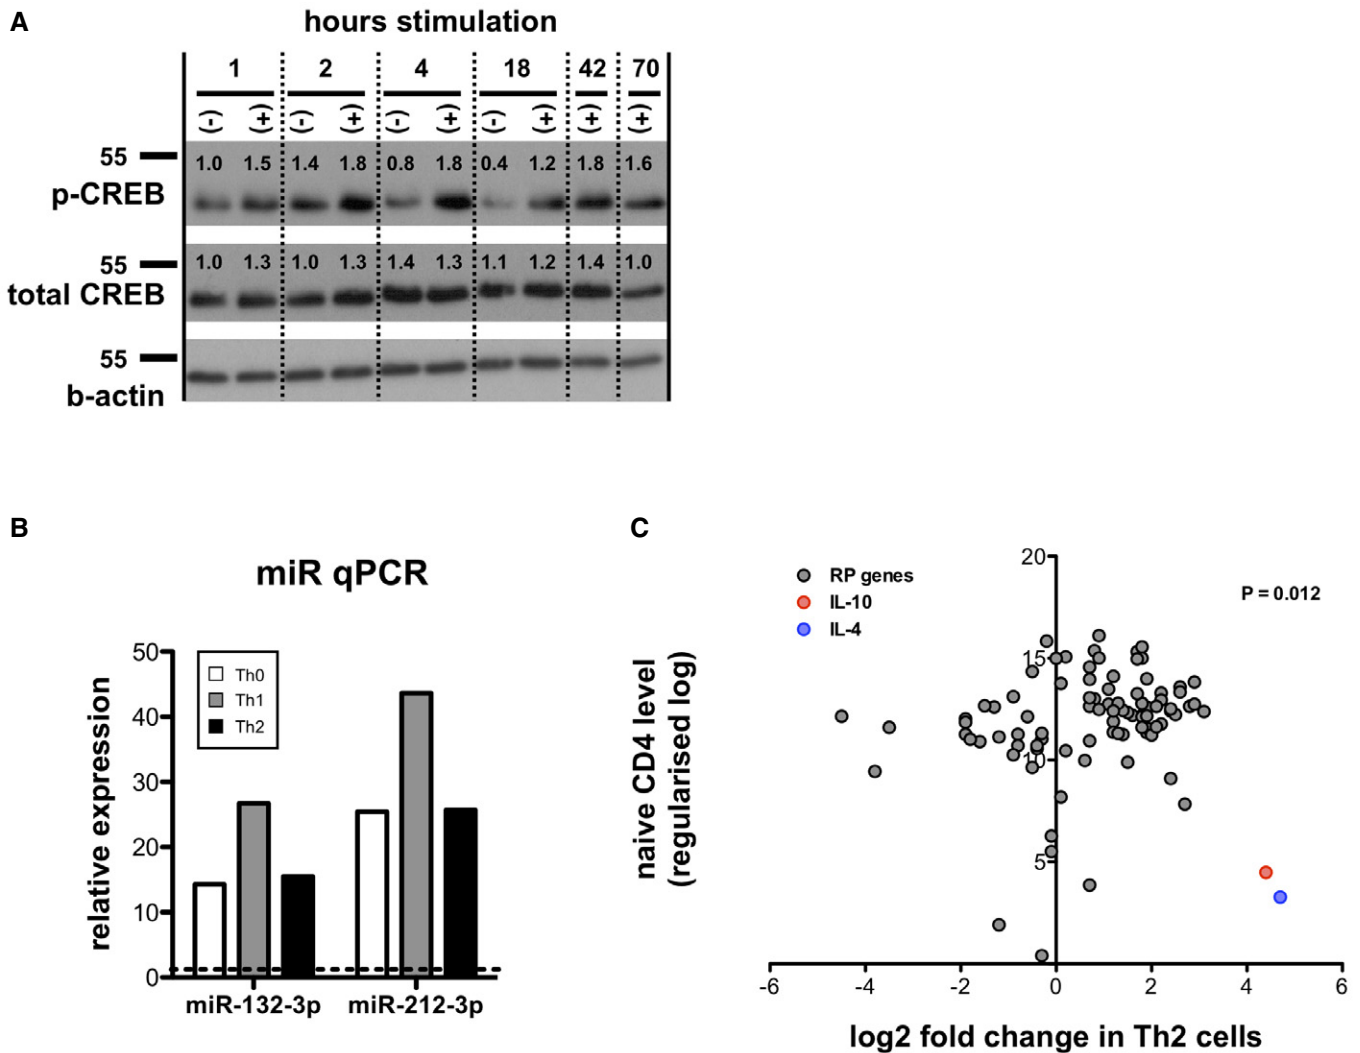 A
hours stimulation
1 2 4 18 42 70
(-) (+) (-) (+) (-) (+) (-) (+) (+) (+)
55
1.0 1.5 1.4 1.8 0.8 1.8 0.4 1.2 1.8 1.6
p-CREB
55
1.0 1.3 1.0 1.3 1.4 1.3 1.1 1.2 1.4 1.0
total CREB
55
b-actin
B
miR qPCR
relative expression
50
40
30
20
10
0
Th0
Th1
Th2
miR-132-3p miR-212-3p
C
RP genes
IL-10
IL-4
P = 0.012
naive CD4 level
(regularised log)
20
15
10
5
-6 -4 -2 0 2 4 6
log2 fold change in Th2 cells